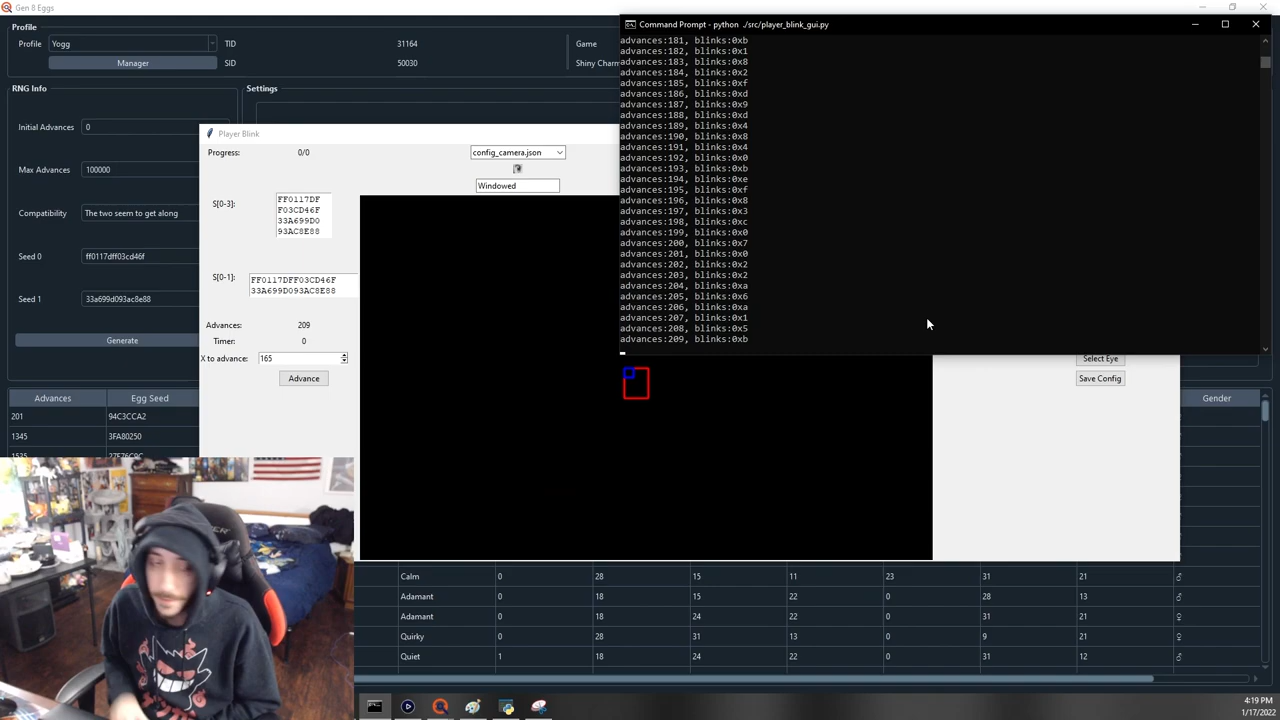 Gen 8 Eggs
Command Prompt - python ./src/player_blink_gui.py
Profile
Profile Yogg TID 31164 Game
Manager SID 50030 Shiny Charm
RNG Info Settings
Initial Advances 0
Max Advances 100000
Compatibility The two seem to get along
Seed 0 ff0117dff03cd46f
Seed 1 33a699d093ac8e88
Generate
Player Blink
Progress: 0/0 config_camera.json
Windowed
S[0-3]: FF0117DF
F03CD46F
33A699D0
93AC8E88
S[0-1]: FF0117DFF03CD46F
33A699D093AC8E88
Advances: 209
Timer: 0
X to advance: 165
Advance
advances:181, blinks:0xb
advances:182, blinks:0x1
advances:183, blinks:0x8
advances:184, blinks:0x2
advances:185, blinks:0xf
advances:186, blinks:0xd
advances:187, blinks:0x9
advances:188, blinks:0xd
advances:189, blinks:0x4
advances:190, blinks:0x8
advances:191, blinks:0x4
advances:192, blinks:0x0
advances:193, blinks:0xb
advances:194, blinks:0xe
advances:195, blinks:0xf
advances:196, blinks:0x8
advances:197, blinks:0x3
advances:198, blinks:0xc
advances:199, blinks:0x0
advances:200, blinks:0x7
advances:201, blinks:0x0
advances:202, blinks:0x2
advances:203, blinks:0x2
advances:204, blinks:0xa
advances:205, blinks:0x6
advances:206, blinks:0xa
advances:207, blinks:0x1
advances:208, blinks:0x5
advances:209, blinks:0xb
Select Eye
Save Config
Advances Egg Seed Gender
201 94C3CCA2
1345 3FA80250
1535 27F76C9C
Calm 0 28 15 11 23 31 21 ♂
Adamant 0 18 15 22 0 28 13 ♂
Adamant 0 18 24 22 0 31 21 ♀
Quirky 0 28 31 13 0 9 21 ♀
Quiet 1 18 24 22 0 31 12 ♂
4:19 PM
1/17/2022